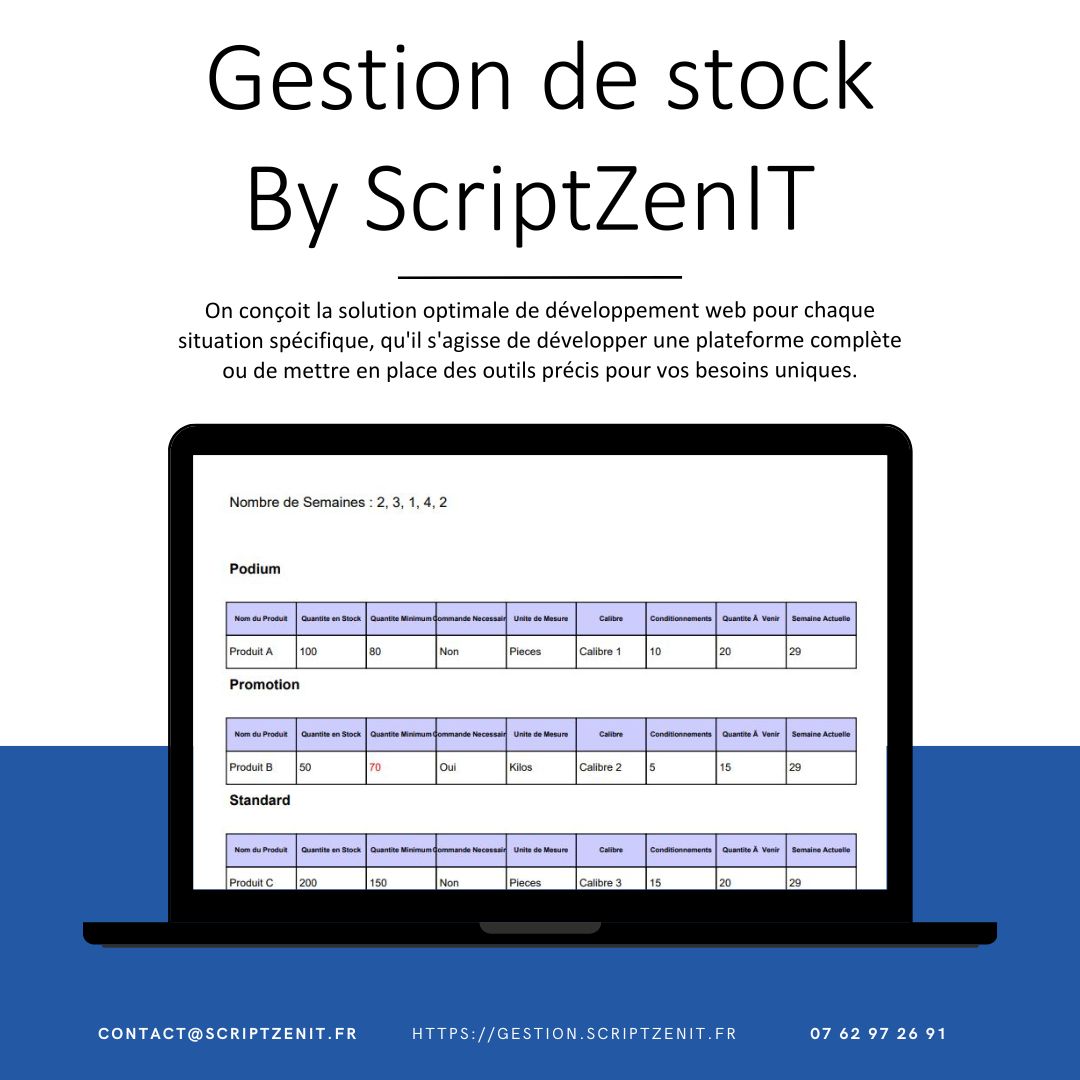 Gestion de stock
By ScriptZenIT
On conçoit la solution optimale de développement web pour chaque
situation spécifique, qu'il s'agisse de développer une plateforme complète
ou de mettre en place des outils précis pour vos besoins uniques.
Nombre de Semaines : 2, 3, 1, 4, 2
Podium
Nom du Produit Quantite en Stock Quantite Minimum Commande Necessair Unite de Mesure Calibre Conditionnements Quantite Ã Venir Semaine Actuelle
Produit A 100 80 Non Pieces Calibre 1 10 20 29
Promotion
Nom du Produit Quantite en Stock Quantite Minimum Commande Necessair Unite de Mesure Calibre Conditionnements Quantite Ã Venir Semaine Actuelle
Produit B 50 70 Oui Kilos Calibre 2 5 15 29
Standard
Nom du Produit Quantite en Stock Quantite Minimum Commande Necessair Unite de Mesure Calibre Conditionnements Quantite Ã Venir Semaine Actuelle
Produit C 200 150 Non Pieces Calibre 3 15 20 29
CONTACT@SCRIPTZENIT.FR HTTPS://GESTION.SCRIPTZENIT.FR 07 62 97 26 91